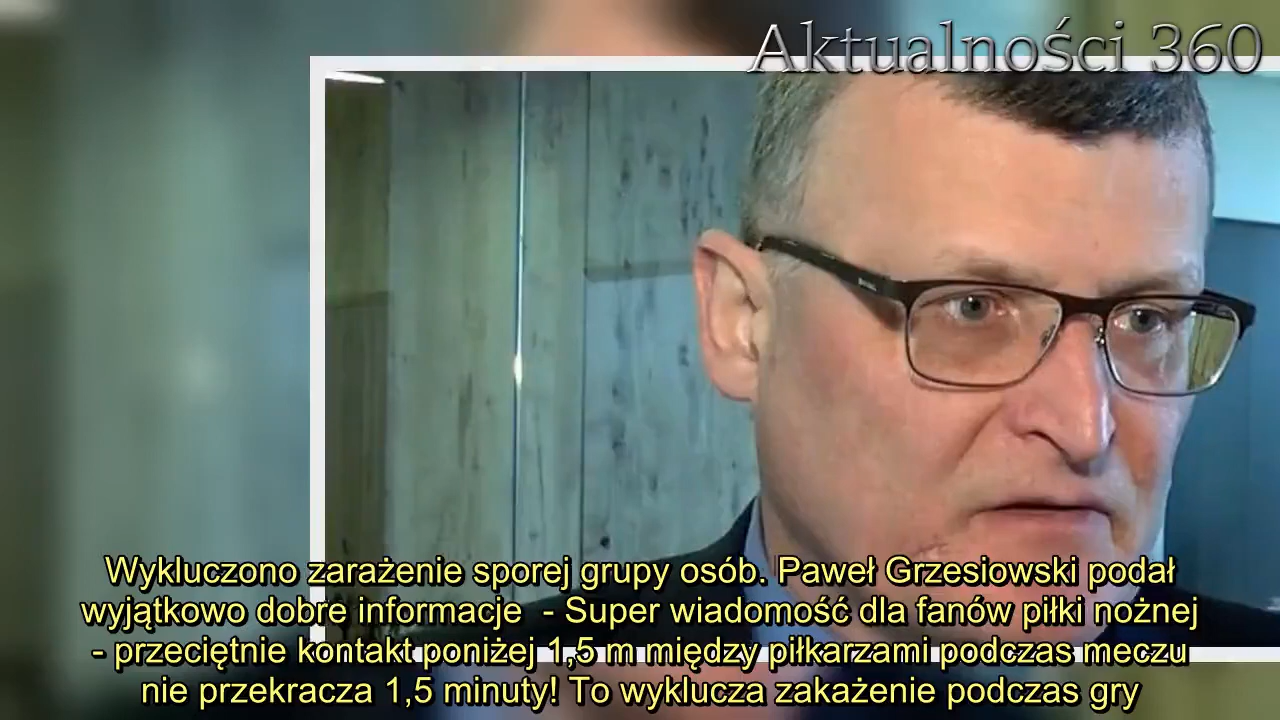 Aktualności 360
Wykluczono zarażenie sporej grupy osób. Paweł Grzesiowski podał
wyjątkowo dobre informacje - Super wiadomość dla fanów piłki nożnej
- przeciętnie kontakt poniżej 1,5 m między piłkarzami podczas meczu
nie przekracza 1,5 minuty! To wyklucza zakażenie podczas gry